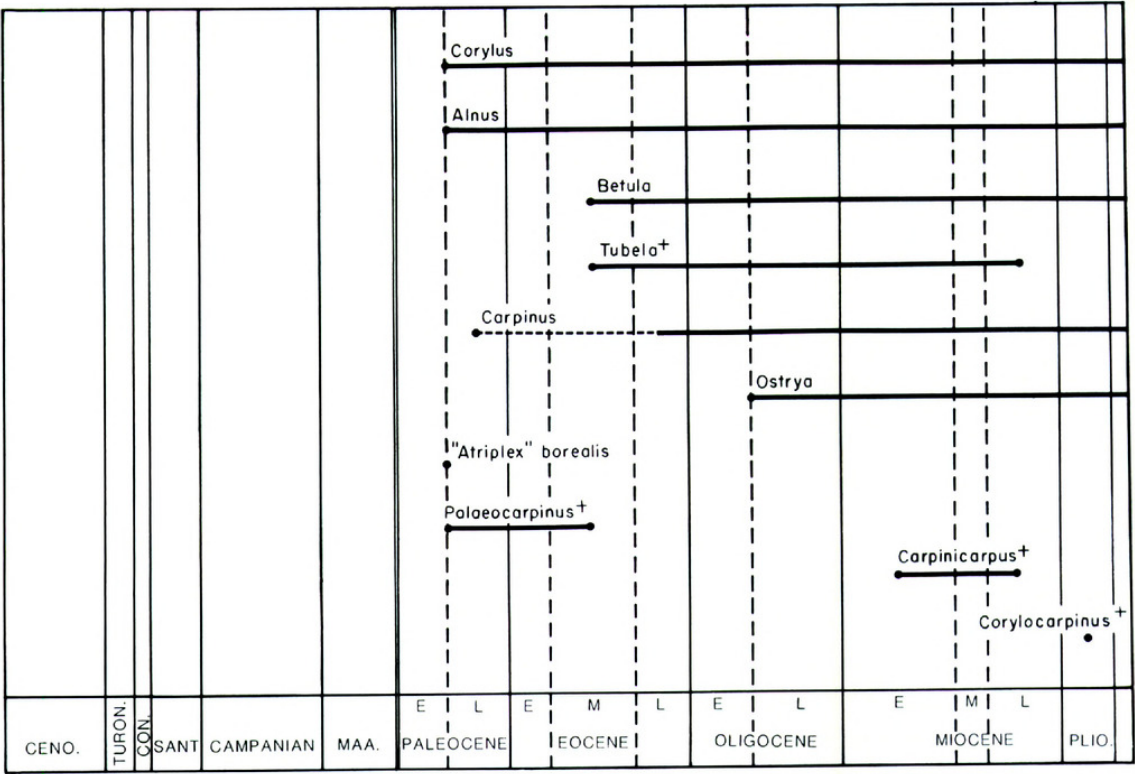 Corylus
Alnus
Betula
Tubela+
Carpinus
Ostrya
"Atriplex" borealis
Palaeocarpinus+
Carpinicarpus+
Corylocarpinus+
E L E M L E L E M L
CENO. TURON. CON. SANT CAMPANIAN MAA. PALEOCENE EOCENE OLIGOCENE MIOCENE PLIO.